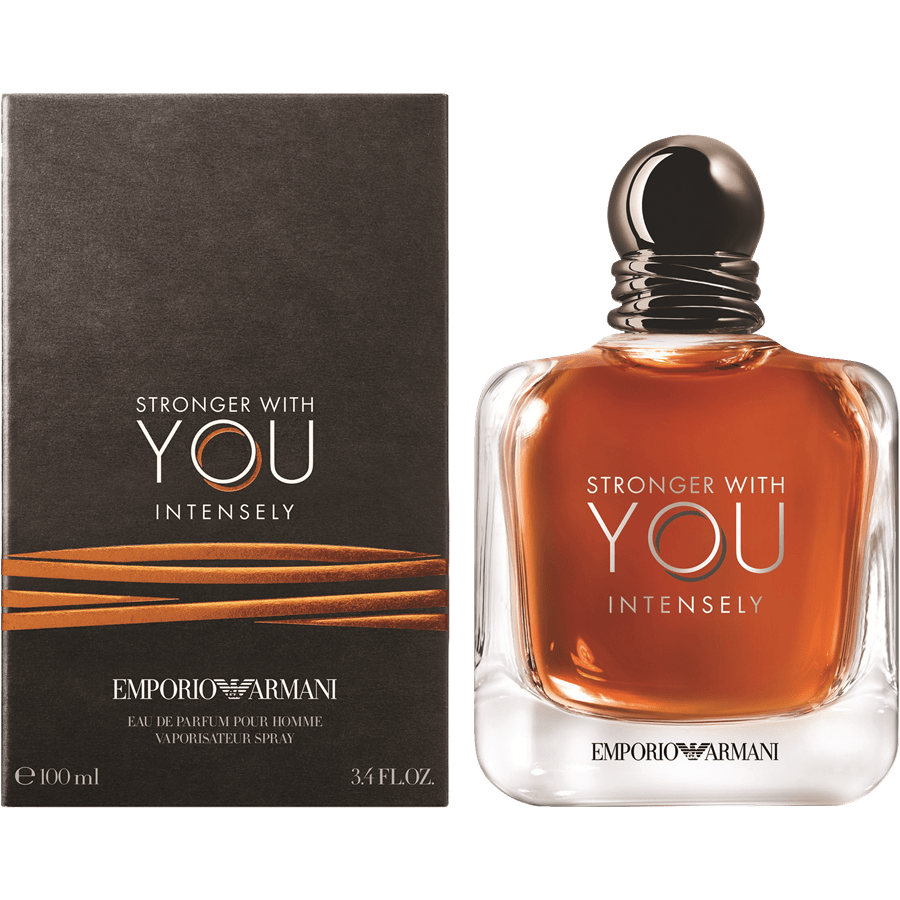 STRONGER WITH
YOU
INTENSELY
EMPORIO ARMANI
EAU DE PARFUM POUR HOMME
VAPORISATEUR SPRAY
e 100 ml 3.4 FL.OZ.
STRONGER WITH
YOU
INTENSELY
EMPORIO ARMANI